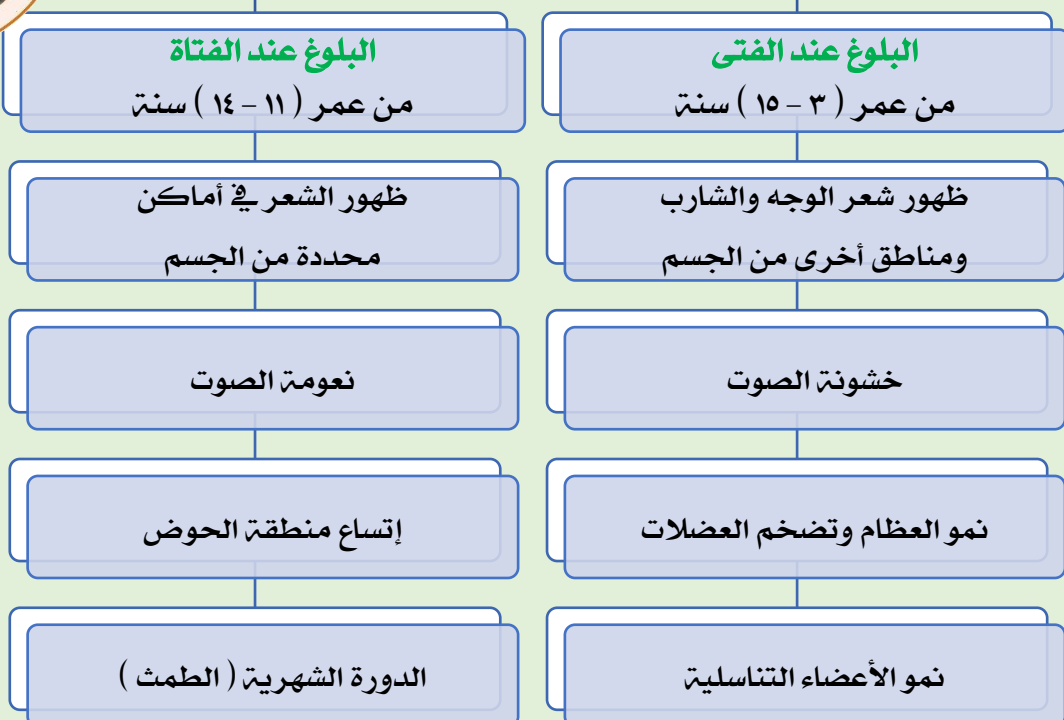 البلوغ عند الفتى
من عمر ( ٣ – ١٥ ) سنة
ظهور شعر الوجه والشارب
ومناطق أخرى من الجسم
خشونة الصوت
نمو العظام وتضخم العضلات
نمو الأعضاء التناسلية
البلوغ عند الفتاة
من عمر ( ١١ – ١٤ ) سنة
ظهور الشعر في أماكن
محددة من الجسم
نعومة الصوت
إتساع منطقة الحوض
الدورة الشهرية ( الطمث )